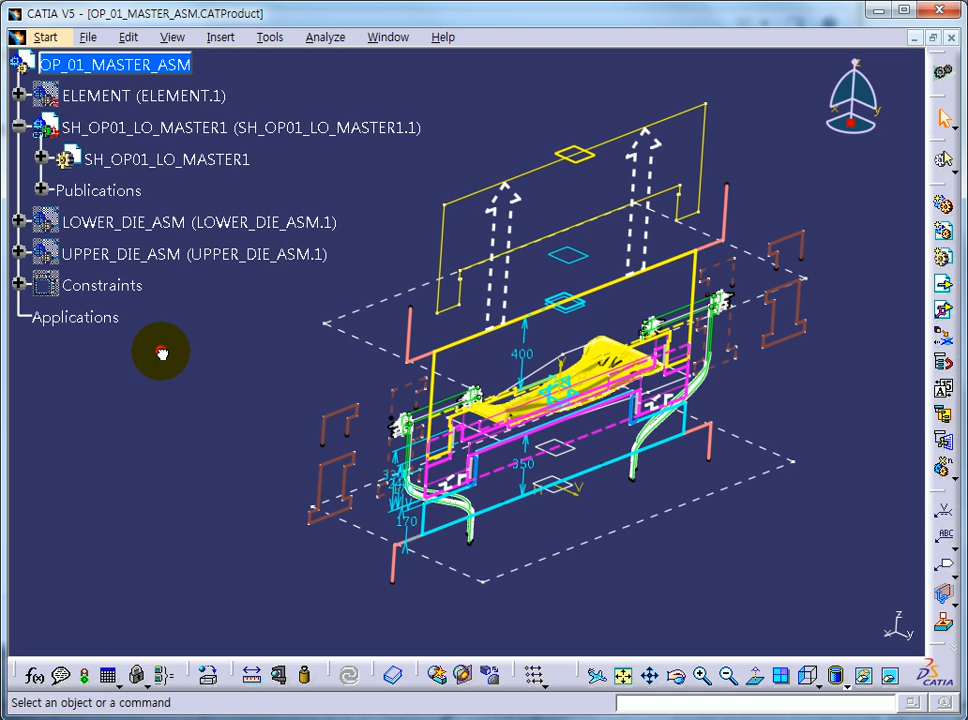 CATIA V5 - [OP_01_MASTER_ASM.CATProduct]
Start File Edit View Insert Tools Analyze Window Help
OP_01_MASTER_ASM
ELEMENT (ELEMENT.1)
SH_OP01_LO_MASTER1 (SH_OP01_LO_MASTER1.1)
SH_OP01_LO_MASTER1
Publications
LOWER_DIE_ASM (LOWER_DIE_ASM.1)
UPPER_DIE_ASM (UPPER_DIE_ASM.1)
Constraints
Applications
400
350
170
z
x
y
f(x)
CATIA
Select an object or a command